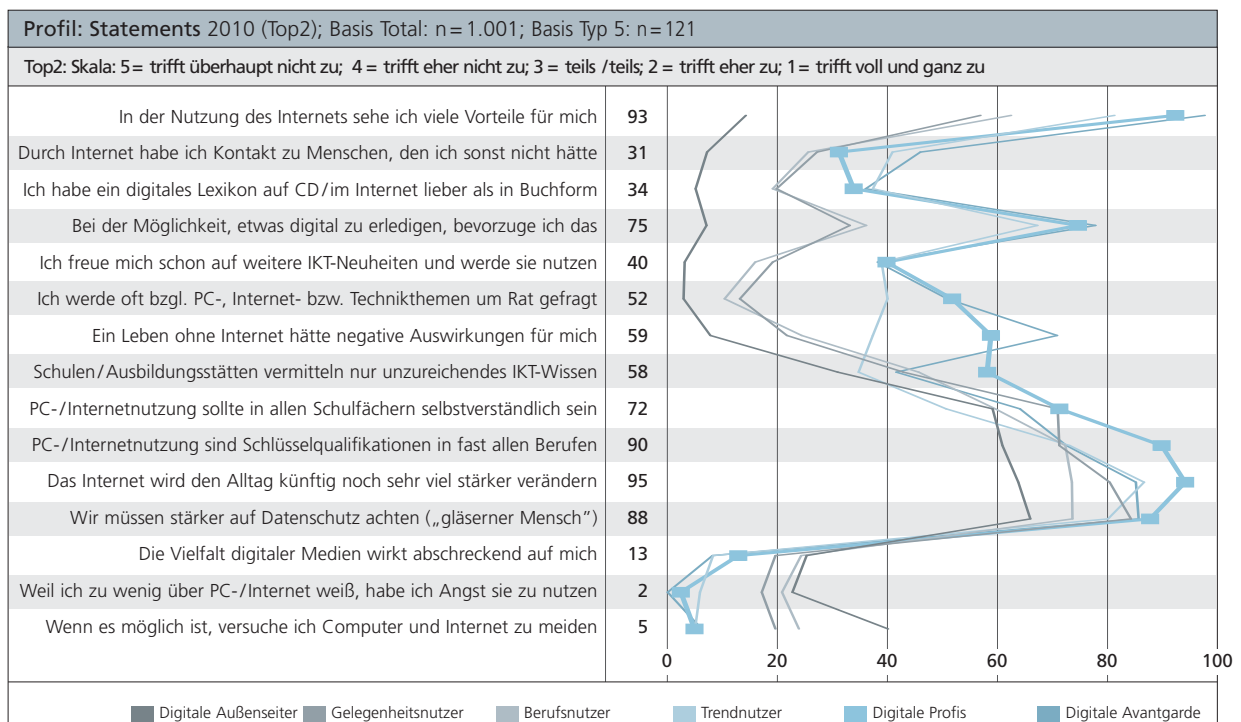 Profil: Statements 2010 (Top2); Basis Total: n=1.001; Basis Typ 5: n=121
Top2: Skala: 5= trifft überhaupt nicht zu; 4 = trifft eher nicht zu; 3 = teils /teils; 2 = trifft eher zu; 1= trifft voll und ganz zu
In der Nutzung des Internets sehe ich viele Vorteile für mich 93
Durch Internet habe ich Kontakt zu Menschen, den ich sonst nicht hätte 31
Ich habe ein digitales Lexikon auf CD/im Internet lieber als in Buchform 34
Bei der Möglichkeit, etwas digital zu erledigen, bevorzuge ich das 75
Ich freue mich schon auf weitere IKT-Neuheiten und werde sie nutzen 40
Ich werde oft bzgl. PC-, Internet- bzw. Technikthemen um Rat gefragt 52
Ein Leben ohne Internet hätte negative Auswirkungen für mich 59
Schulen/Ausbildungsstätten vermitteln nur unzureichendes IKT-Wissen 58
PC-/Internetnutzung sollte in allen Schulfächern selbstverständlich sein 72
PC-/Internetnutzung sind Schlüsselqualifikationen in fast allen Berufen 90
Das Internet wird den Alltag künftig noch sehr viel stärker verändern 95
Wir müssen stärker auf Datenschutz achten („gläserner Mensch") 88
Die Vielfalt digitaler Medien wirkt abschreckend auf mich 13
Weil ich zu wenig über PC-/Internet weiß, habe ich Angst sie zu nutzen 2
Wenn es möglich ist, versuche ich Computer und Internet zu meiden 5
0 20 40 60 80 100
Digitale Außenseiter Gelegenheitsnutzer Berufsnutzer Trendnutzer Digitale Profis Digitale Avantgarde